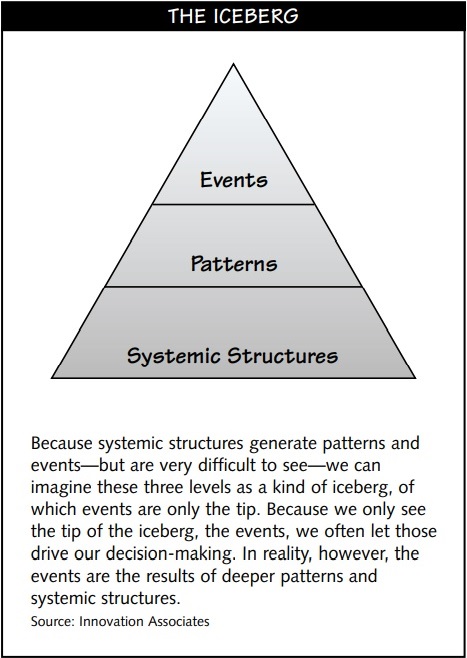 THE ICEBERG
Events
Patterns
Systemic Structures
Because systemic structures generate patterns and
events—but are very difficult to see—we can
imagine these three levels as a kind of iceberg, of
which events are only the tip. Because we only see
the tip of the iceberg, the events, we often let those
drive our decision-making. In reality, however, the
events are the results of deeper patterns and
systemic structures.
Source: Innovation Associates